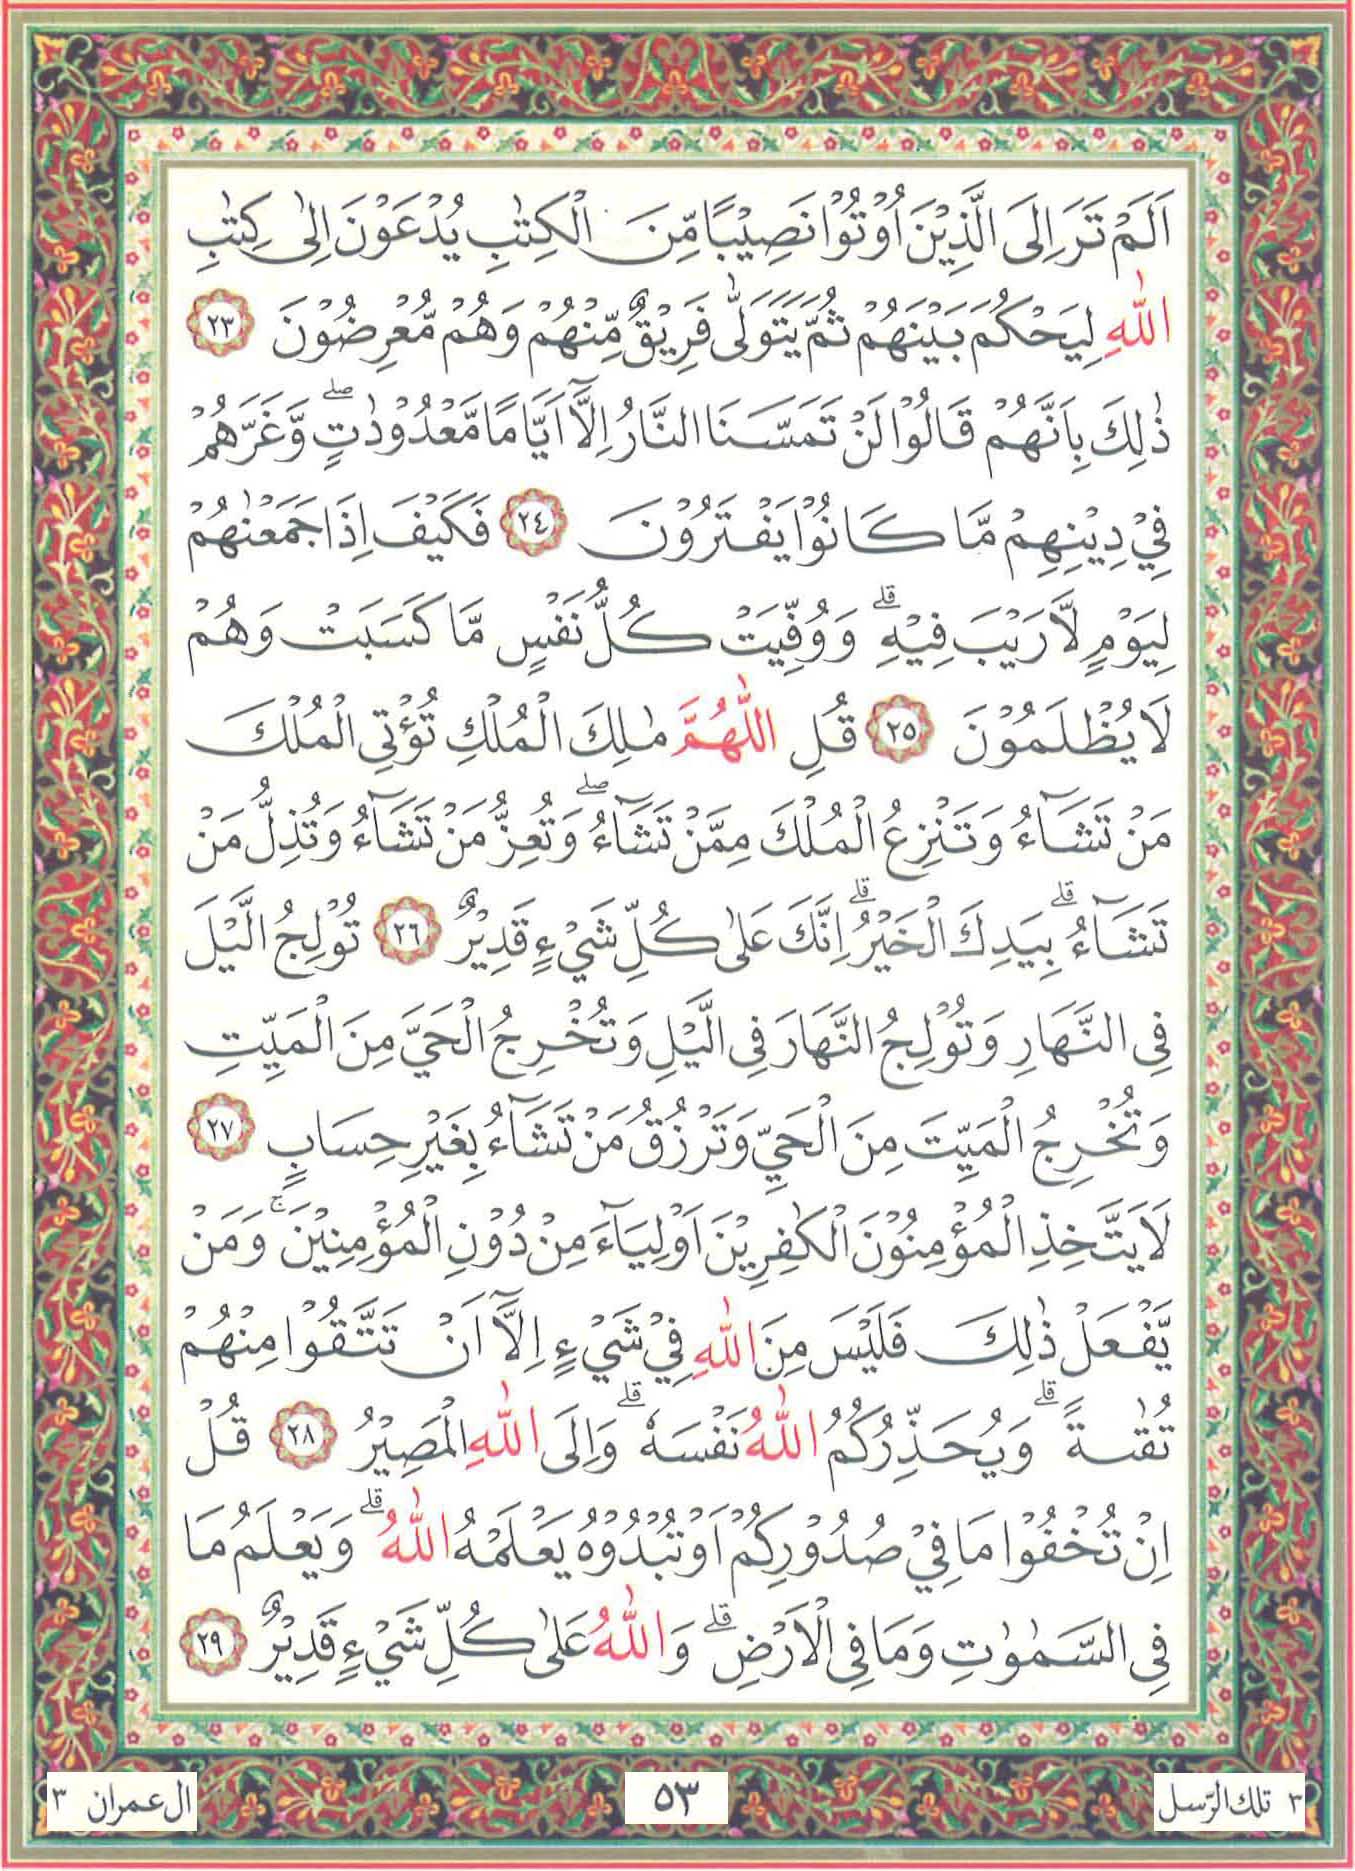 اَلَمْ تَرَ اِلَى الَّذِيْنَ اُوْتُوْا نَصِيْبًا مِّنَ الْكِتٰبِ يُدْعَوْنَ اِلٰى كِتٰبِ
اللّٰهِ لِيَحْكُمَ بَيْنَهُمْ ثُمَّ يَتَوَلّٰى فَرِيْقٌ مِّنْهُمْ وَهُمْ مُّعْرِضُوْنَ ٢٣
ذٰلِكَ بِاَنَّهُمْ قَالُوْا لَنْ تَمَسَّنَا النَّارُ اِلَّآ اَيَّامًا مَّعْدُوْدٰتٍ ۖ وَّغَرَّهُمْ
فِيْ دِيْنِهِمْ مَّا كَانُوْا يَفْتَرُوْنَ ٢٤ فَكَيْفَ اِذَا جَمَعْنٰهُمْ
لِيَوْمٍ لَّا رَيْبَ فِيْهِ ۗ وَوُفِّيَتْ كُلُّ نَفْسٍ مَّا كَسَبَتْ وَهُمْ
لَا يُظْلَمُوْنَ ٢٥ قُلِ اللّٰهُمَّ مٰلِكَ الْمُلْكِ تُؤْتِى الْمُلْكَ
مَنْ تَشَآءُ وَتَنْزِعُ الْمُلْكَ مِمَّنْ تَشَآءُ ۖ وَتُعِزُّ مَنْ تَشَآءُ وَتُذِلُّ مَنْ
تَشَآءُ ۗ بِيَدِكَ الْخَيْرُ ۗ اِنَّكَ عَلٰى كُلِّ شَيْءٍ قَدِيْرٌ ٢٦ تُوْلِجُ الَّيْلَ
فِى النَّهَارِ وَتُوْلِجُ النَّهَارَ فِى الَّيْلِ وَتُخْرِجُ الْحَيَّ مِنَ الْمَيِّتِ
وَتُخْرِجُ الْمَيِّتَ مِنَ الْحَيِّ وَتَرْزُقُ مَنْ تَشَآءُ بِغَيْرِ حِسَابٍ ٢٧
لَا يَتَّخِذِ الْمُؤْمِنُوْنَ الْكٰفِرِيْنَ اَوْلِيَآءَ مِنْ دُوْنِ الْمُؤْمِنِيْنَ ۚ وَمَنْ
يَّفْعَلْ ذٰلِكَ فَلَيْسَ مِنَ اللّٰهِ فِيْ شَيْءٍ اِلَّآ اَنْ تَتَّقُوْا مِنْهُمْ
تُقٰىةً ۗ وَيُحَذِّرُكُمُ اللّٰهُ نَفْسَهٗ ۗ وَاِلَى اللّٰهِ الْمَصِيْرُ ٢٨ قُلْ
اِنْ تُخْفُوْا مَا فِيْ صُدُوْرِكُمْ اَوْ تُبْدُوْهُ يَعْلَمْهُ اللّٰهُ ۗ وَيَعْلَمُ مَا
فِى السَّمٰوٰتِ وَمَا فِى الْاَرْضِ ۗ وَاللّٰهُ عَلٰى كُلِّ شَيْءٍ قَدِيْرٌ ٢٩
٣ تلك الرّسل
٥٣
ال عمران ٣